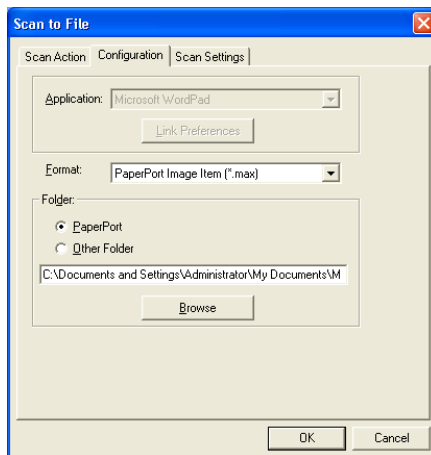 Scan to File
Scan Action Configuration Scan Settings
Application: Microsoft WordPad
Link Preferences
Format: PaperPort Image Item (*.max)
Folder:
PaperPort
Other Folder
C:\Documents and Settings\Administrator\My Documents\M
Browse
OK Cancel